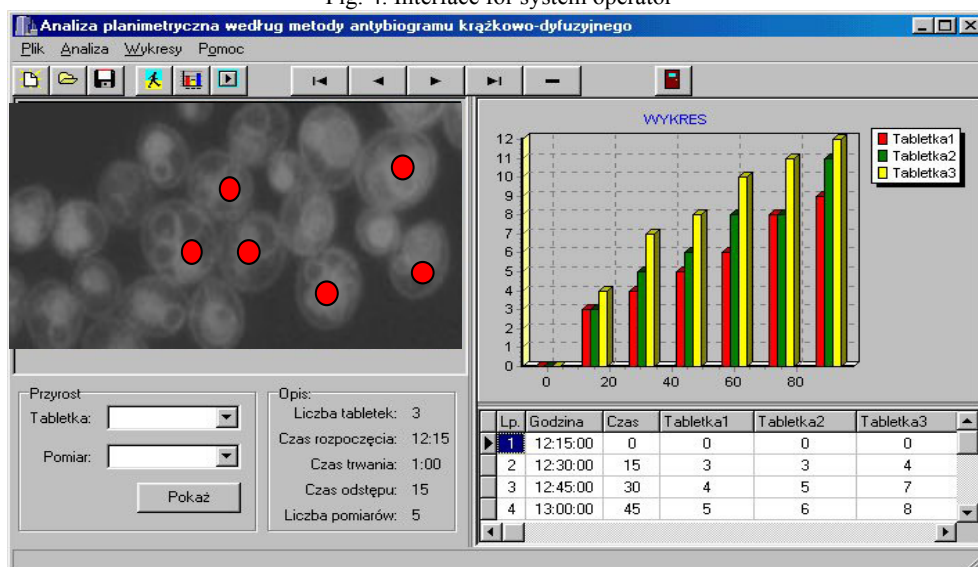 Fig. 4. Interface for system operator
Analiza planimetryczna według metody antybiogramu krążkowo-dyfuzyjnego
Plik Analiza Wykresy Pomoc
WYKRES
12
11
10
9
8
7
6
5
4
3
2
1
0
0 20 40 60 80
Tabletka1
Tabletka2
Tabletka3
Przyrost
Tabletka:
Pomiar:
Pokaż
Opis:
Liczba tabletek: 3
Czas rozpoczęcia: 12:15
Czas trwania: 1:00
Czas odstępu: 15
Liczba pomiarów: 5
Lp. Godzina Czas Tabletka1 Tabletka2 Tabletka3
1 12:15:00 0 0 0 0
2 12:30:00 15 3 3 4
3 12:45:00 30 4 5 7
4 13:00:00 45 5 6 8